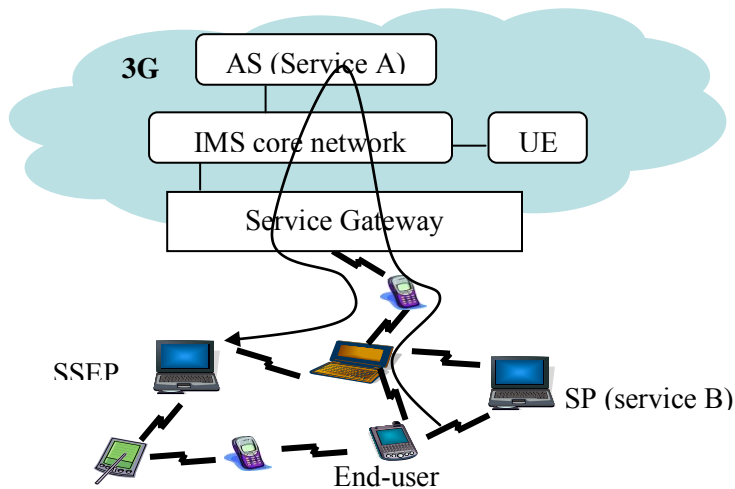 3G
AS (Service A)
IMS core network
UE
Service Gateway
SSEP
SP (service B)
End-user